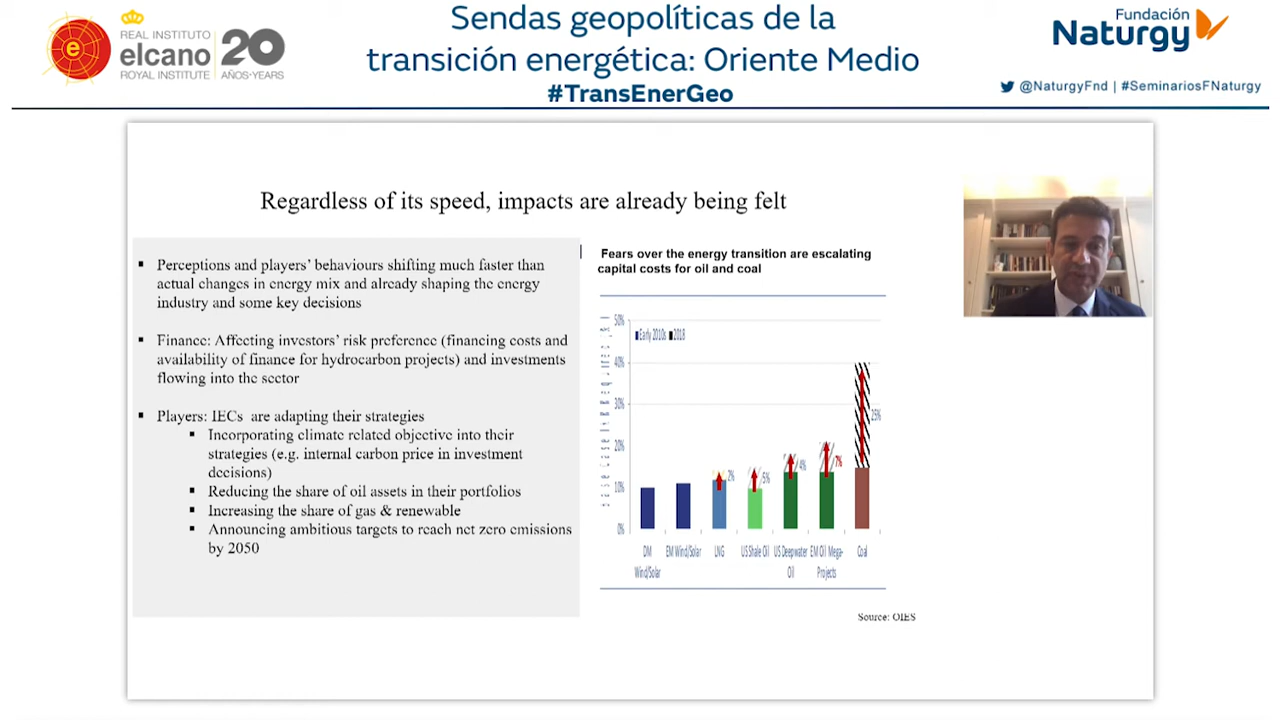 REAL INSTITUTO
elcano
ROYAL INSTITUTE
20
AÑOS·YEARS
Sendas geopolíticas de la
transición energética: Oriente Medio
#TransEnerGeo
Fundación
Naturgy
@NaturgyFnd | #SeminariosFNaturgy
Regardless of its speed, impacts are already being felt
▪ Perceptions and players' behaviours shifting much faster than
actual changes in energy mix and already shaping the energy
industry and some key decisions
▪ Finance: Affecting investors' risk preference (financing costs and
availability of finance for hydrocarbon projects) and investments
flowing into the sector
▪ Players: IECs are adapting their strategies
▪ Incorporating climate related objective into their
strategies (e.g. internal carbon price in investment
decisions)
▪ Reducing the share of oil assets in their portfolios
▪ Increasing the share of gas & renewable
▪ Announcing ambitious targets to reach net zero emissions
by 2050
Fears over the energy transition are escalating
capital costs for oil and coal
Early 2010s 2018
50%
40%
30%
20%
10%
0%
2%
5%
4%
7%
25%
DM Wind/Solar
EM Wind/Solar
LNG
US Shale Oil
US Deepwater Oil
EM Oil Mega-Projects
Coal
Source: OIES